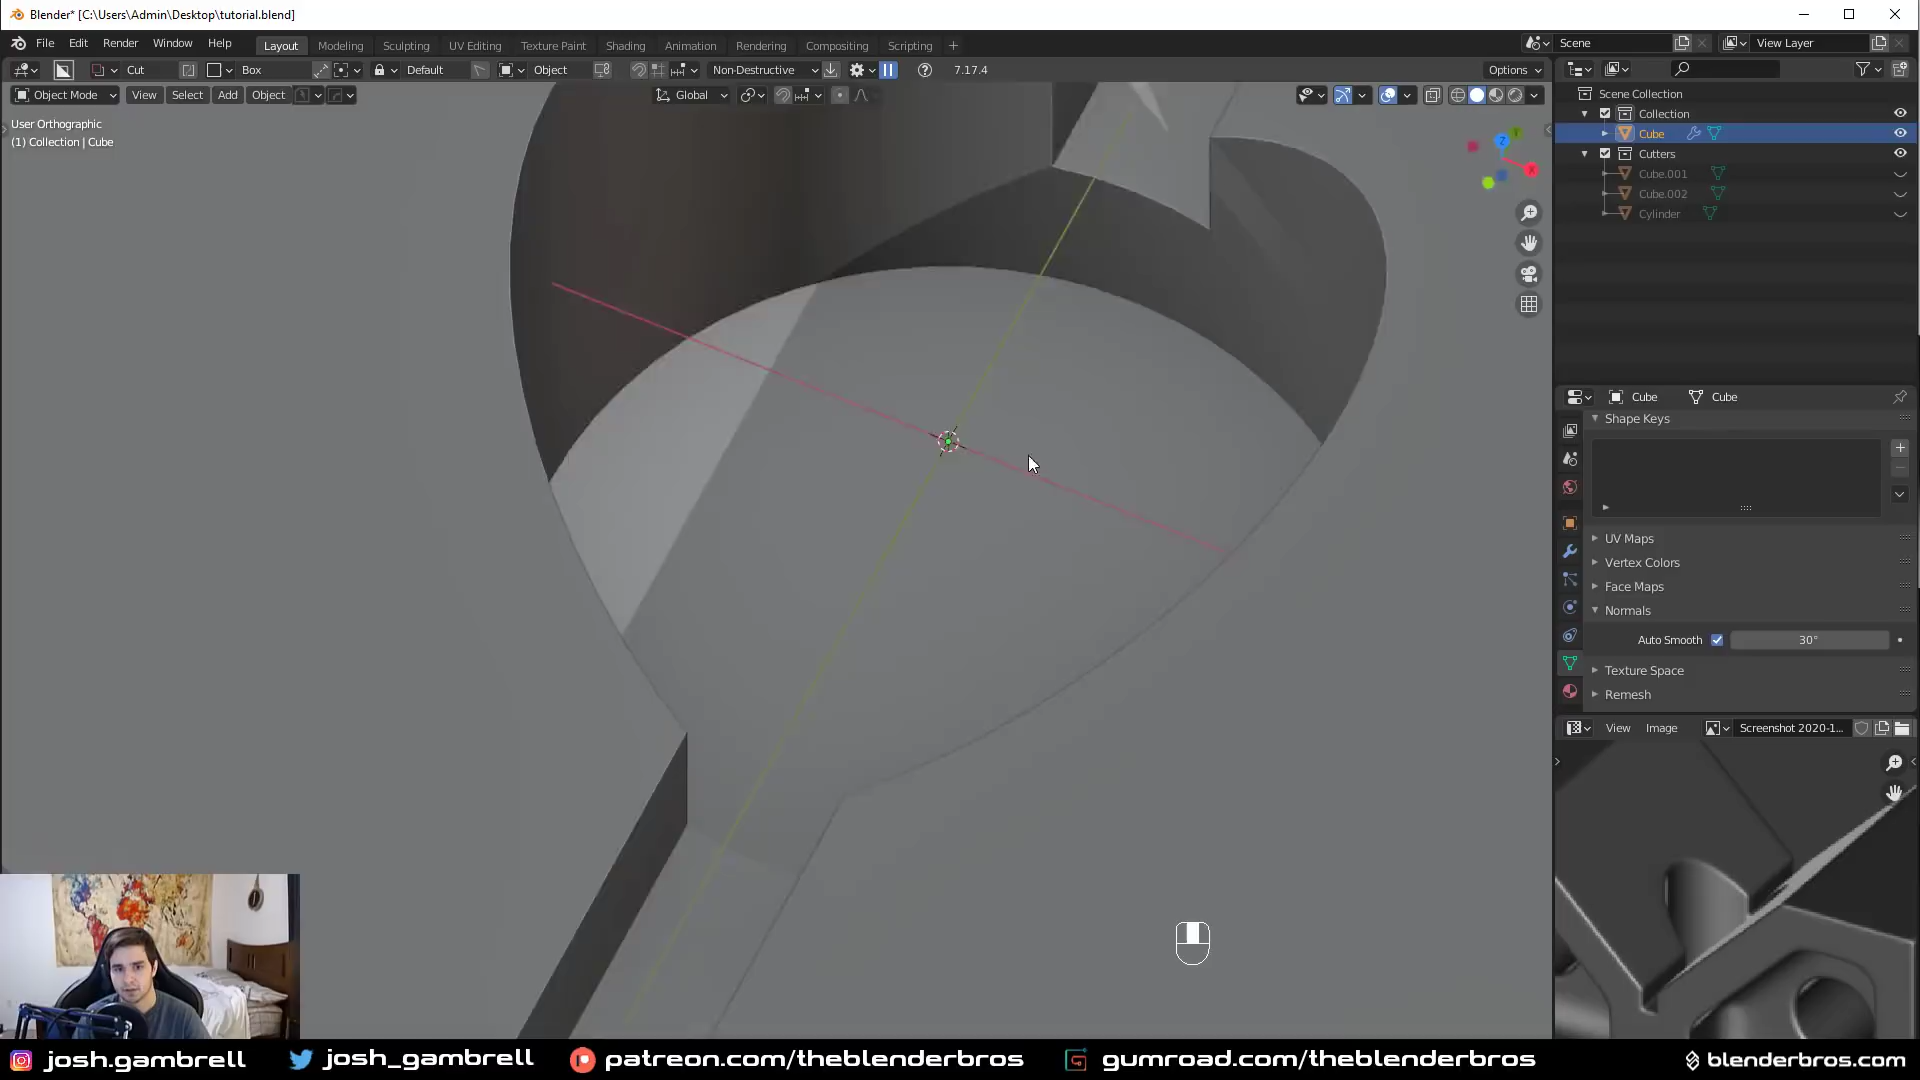 Blender* [C:\Users\Admin\Desktop\tutorial.blend]
File Edit Render Window Help Layout Modeling Sculpting UV Editing Texture Paint Shading Animation Rendering Compositing Scripting + Scene View Layer
Cut Box Default Object Non-Destructive 7.17.4 Options
Object Mode View Select Add Object Global
User Orthographic
(1) Collection | Cube
Z
X
Scene Collection
Collection
Cube
Cutters
Cube.001
Cube.002
Cylinder
Cube Cube
Shape Keys
UV Maps
Vertex Colors
Face Maps
Normals
Auto Smooth 30°
Texture Space
Remesh
View Image Screenshot 2020-1...
josh.gambrell josh_gambrell patreon.com/theblenderbros gumroad.com/theblenderbros blenderbros.com